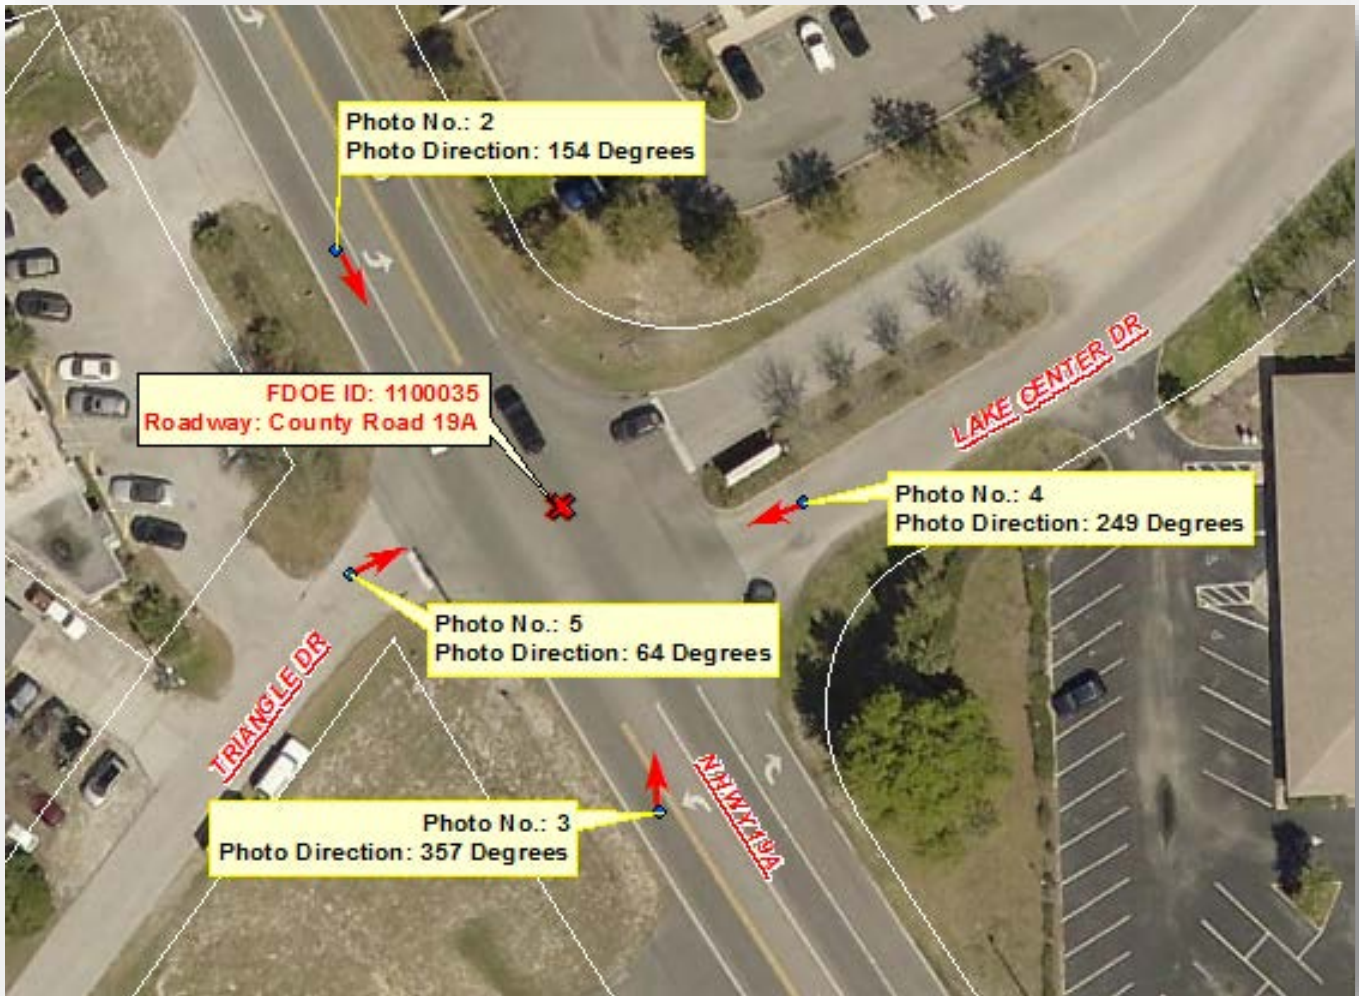 Photo No.: 2
Photo Direction: 154 Degrees
FDOE ID: 1100035
Roadway: County Road 19A
LAKE CENTER DR
Photo No.: 4
Photo Direction: 249 Degrees
Photo No.: 5
Photo Direction: 64 Degrees
TRIANGLE DR
N HWY 19A
Photo No.: 3
Photo Direction: 357 Degrees